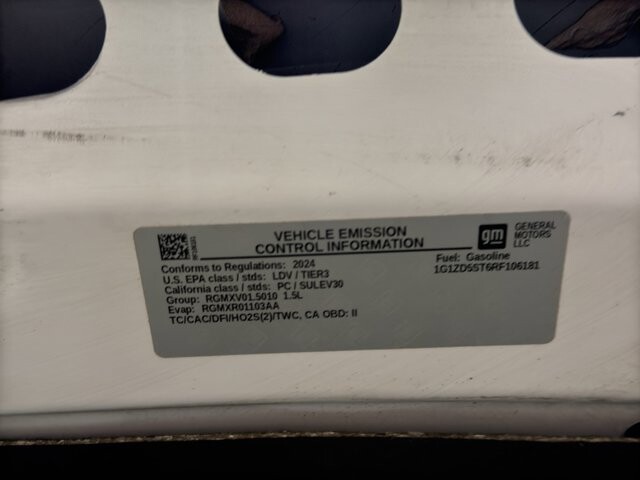 VEHICLE EMISSION
CONTROL INFORMATION
gm
GENERAL
MOTORS
LLC
Conforms to Regulations: 2024
U.S. EPA class / stds: LDV / TIER3
California class / stds: PC / SULEV30
Group: RGMXV01.5010 1.5L
Evap: RGMXR01103AA
TC/CAC/DFI/HO2S(2)/TWC, CA OBD: II
Fuel: Gasoline
1G1ZD5ST6RF106181